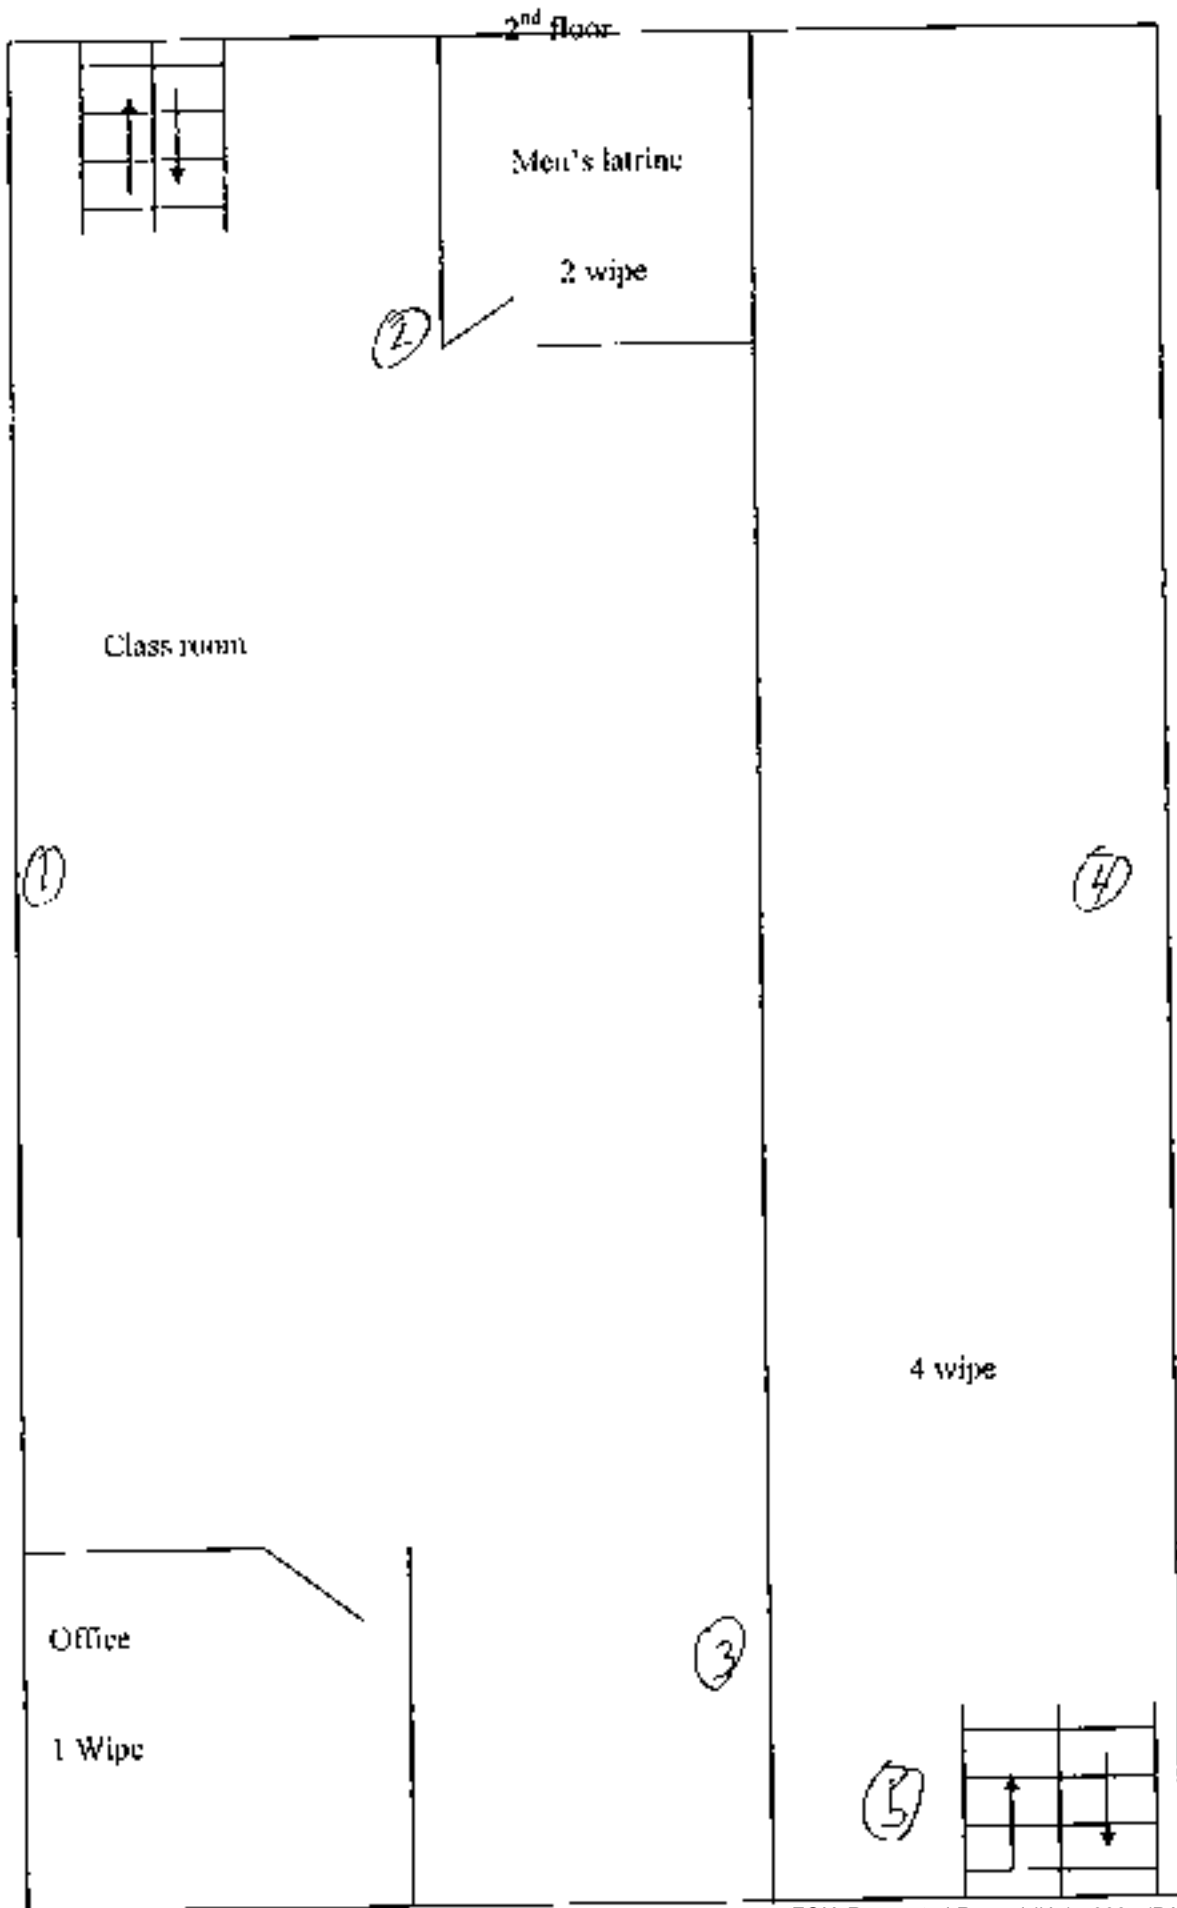 2nd floor
Men's latrine
2 wipe
2
Class room
1
4
4 wipe
Office
3
1 Wipe
5